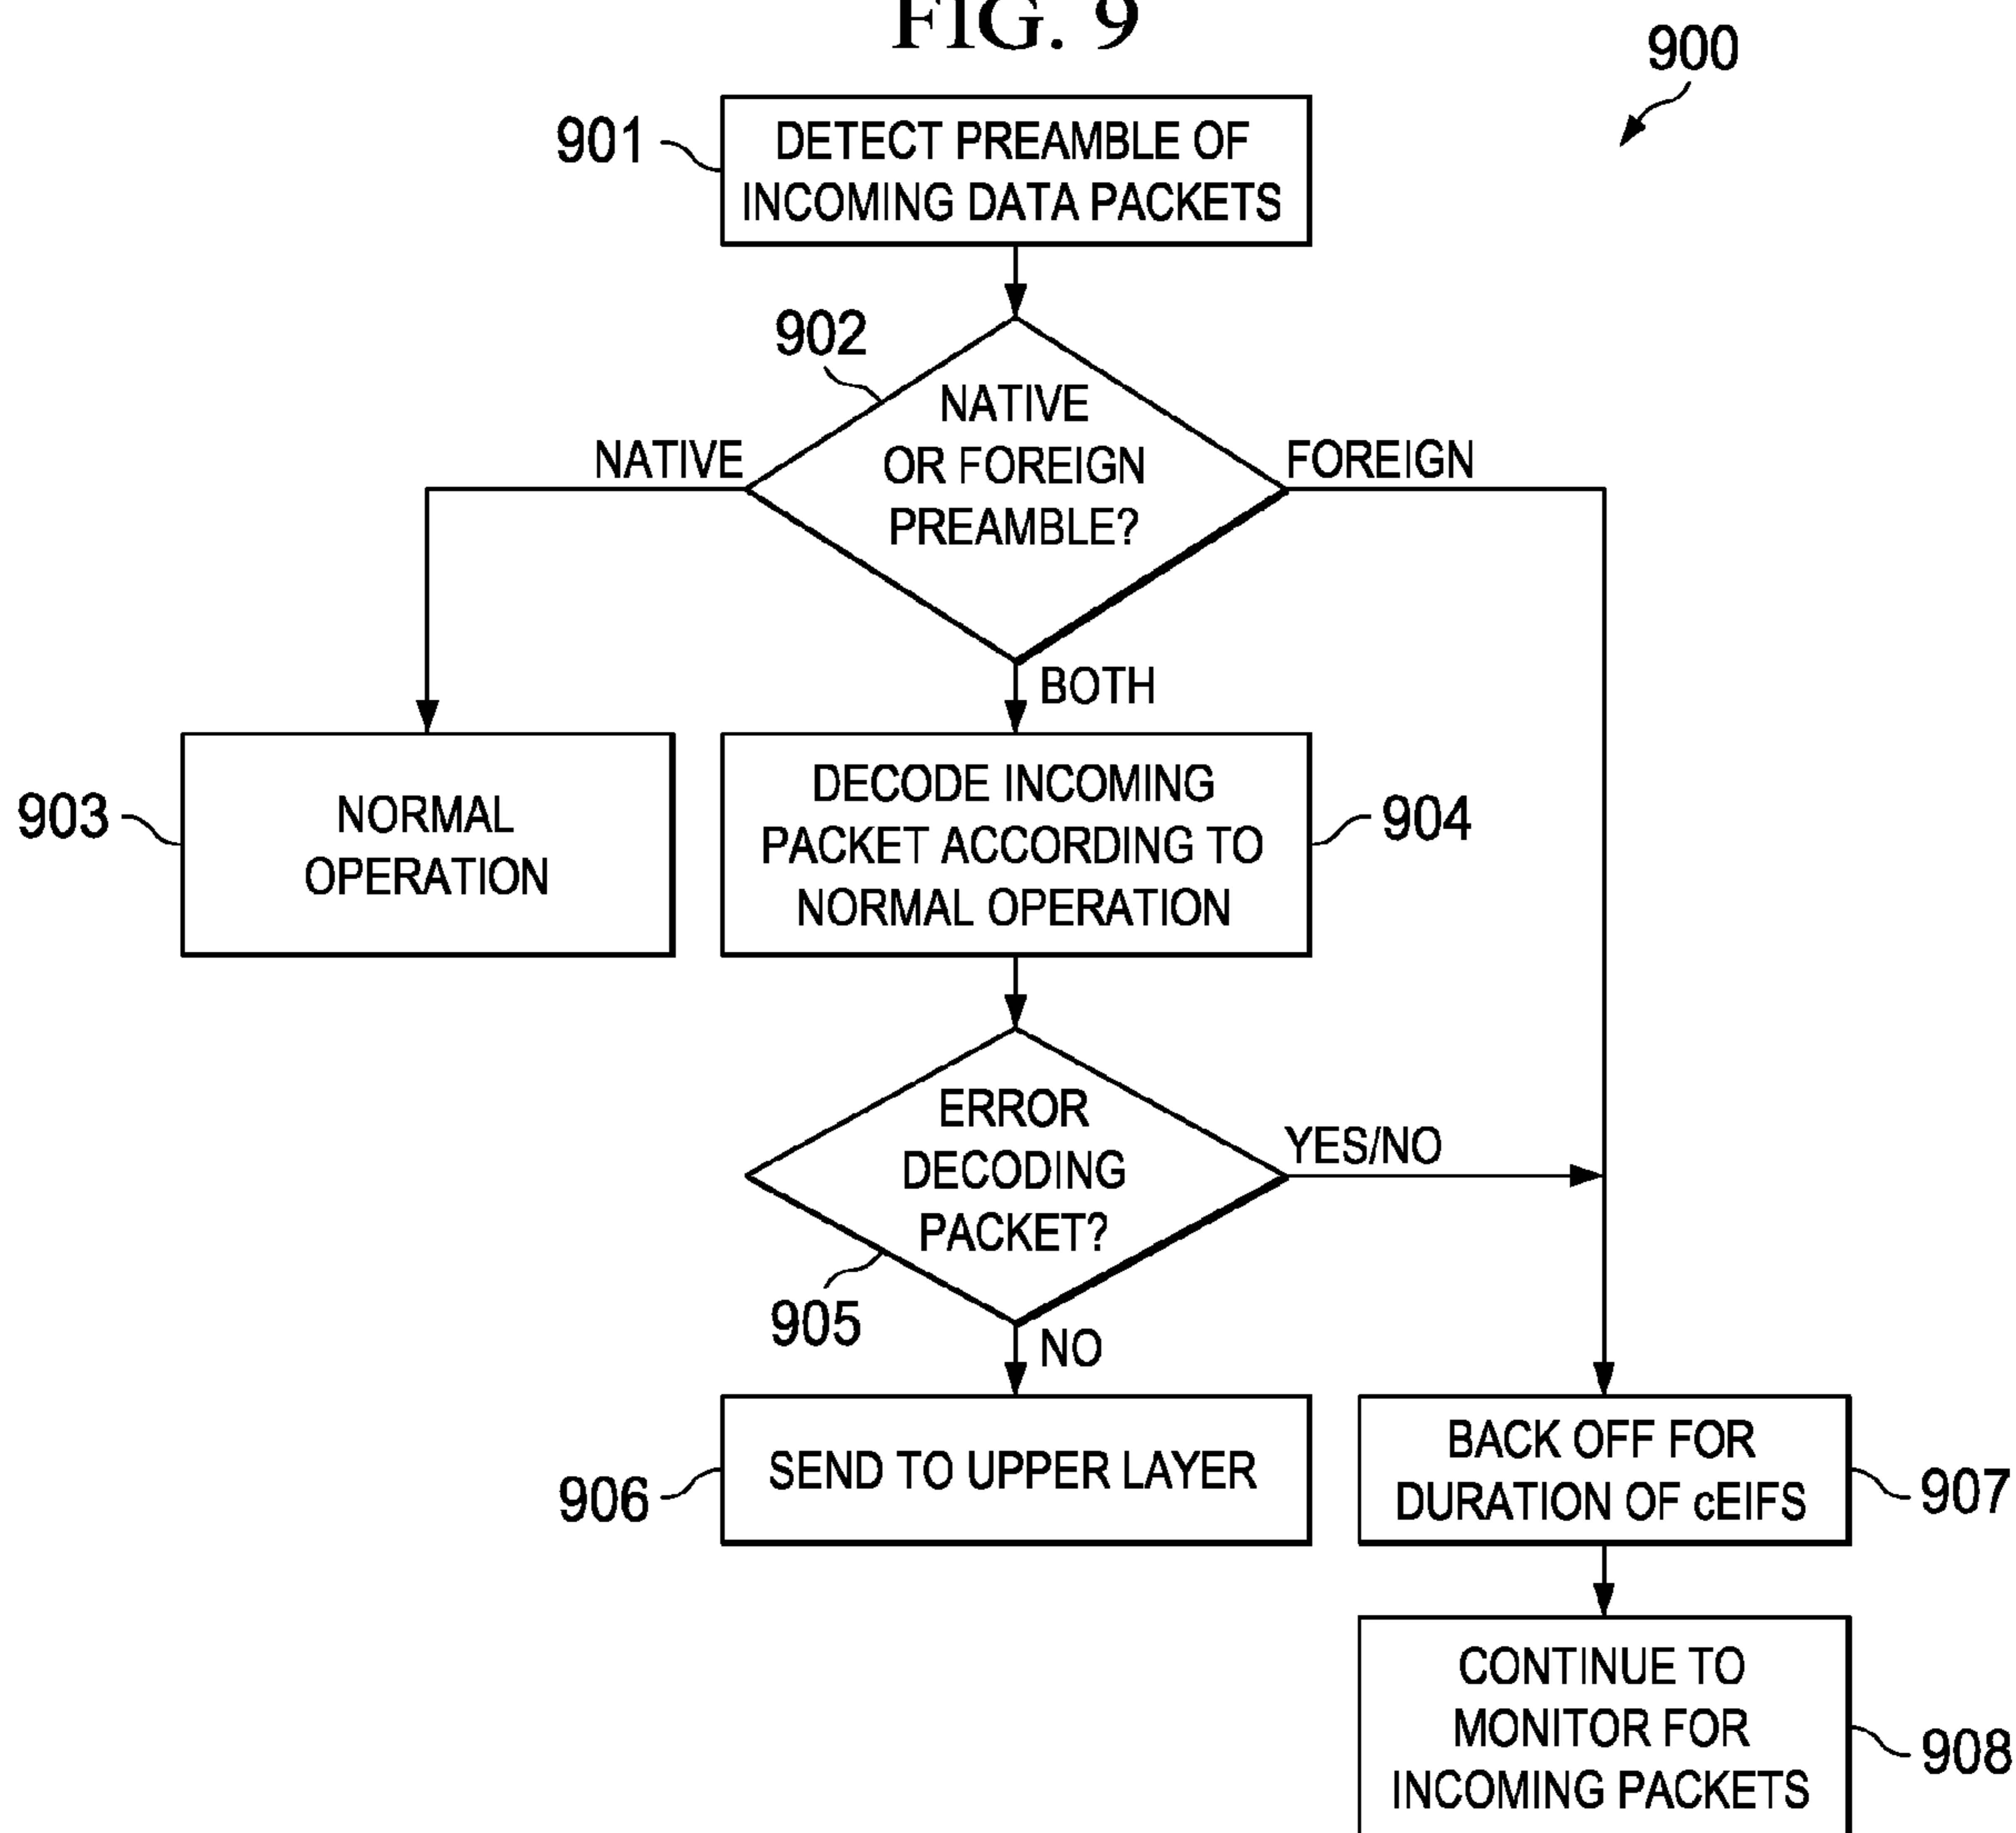 FIG. 9
900
901
DETECT PREAMBLE OF
INCOMING DATA PACKETS
902
NATIVE
OR FOREIGN
PREAMBLE?
NATIVE
FOREIGN
BOTH
903
NORMAL
OPERATION
DECODE INCOMING
PACKET ACCORDING TO
NORMAL OPERATION
904
ERROR
DECODING
PACKET?
YES/NO
905
NO
906
SEND TO UPPER LAYER
BACK OFF FOR
DURATION OF cEIFS
907
CONTINUE TO
MONITOR FOR
INCOMING PACKETS
908